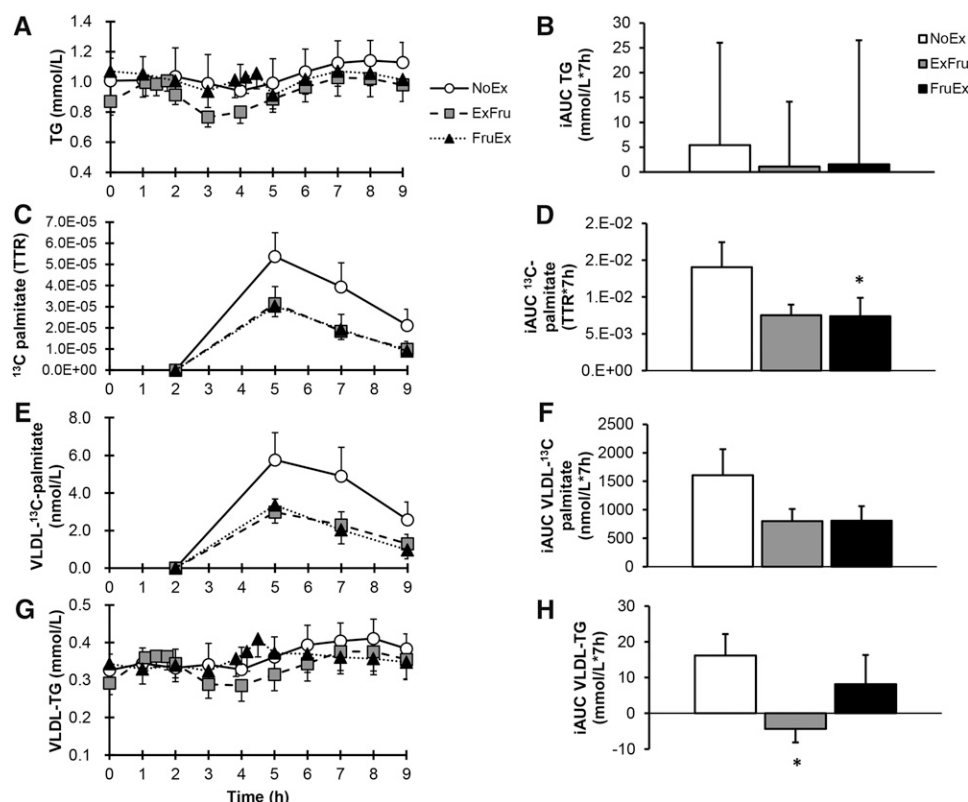 A
TG (mmol/L)
1.4
1.2
1.0
0.8
0.6
0.4
0 1 2 3 4 5 6 7 8 9
NoEx
ExFru
FruEx
B
iAUC TG
(mmol/L*7h)
30
25
20
15
10
5
0
NoEx
ExFru
FruEx
C
¹³C palmitate (TTR)
7.0E-05
6.0E-05
5.0E-05
4.0E-05
3.0E-05
2.0E-05
1.0E-05
0.0E+00
0 1 2 3 4 5 6 7 8 9
D
iAUC ¹³C-
palmitate
(TTR*7h)
2.E-02
2.E-02
1.E-02
5.E-03
0.E+00
*
E
VLDL-¹³C-palmitate
(nmol/L)
8.0
6.0
4.0
2.0
0.0
0 1 2 3 4 5 6 7 8 9
F
iAUC VLDL-¹³C
palmitate
(nmol/L*7h)
2500
2000
1500
1000
500
0
G
VLDL-TG (mmol/L)
0.5
0.4
0.3
0.2
0.1
0 1 2 3 4 5 6 7 8 9
Time (h)
H
iAUC VLDL-TG
(mmol/L*7h)
20
10
0
-10
*